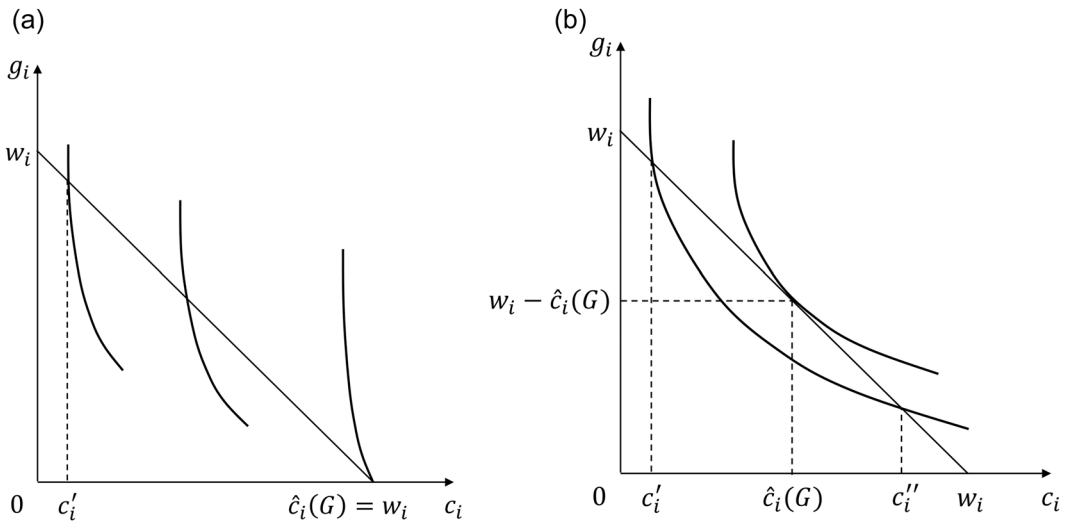 (a)
g_i
w_i
0
c_i′
ĉ_i(G) = w_i
c_i
(b)
g_i
w_i
w_i − ĉ_i(G)
0
c_i′
ĉ_i(G)
c_i′′
w_i
c_i